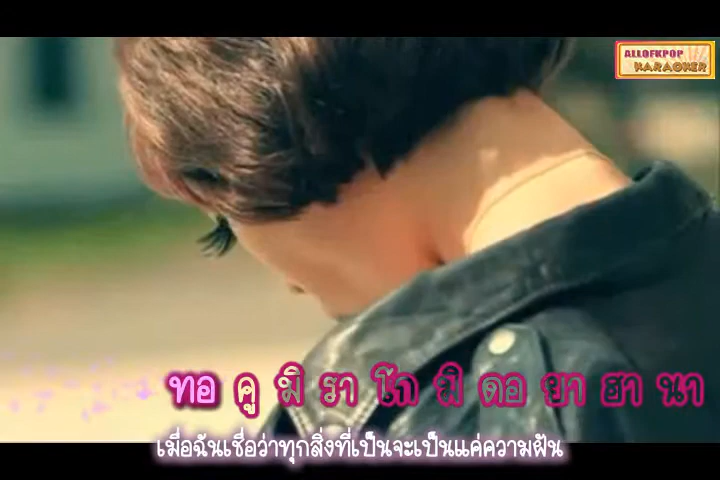 ALLOFKPOP
KARAOKER
ทอ คู มิ รา โก มิ ดอ ยา ฮา นา
เมื่อฉันเชื่อว่าทุกสิ่งที่เป็นจะเป็นแค่ความฝัน